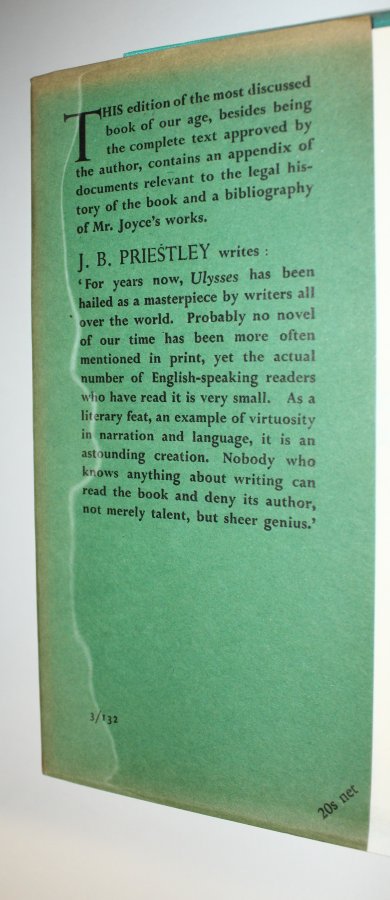 THIS edition of the most discussed
book of our age, besides being
the complete text approved by
the author, contains an appendix of
documents relevant to the legal his-
tory of the book and a bibliography
of Mr. Joyce's works.
J. B. PRIESTLEY writes :
‘For years now, Ulysses has been
hailed as a masterpiece by writers all
over the world. Probably no novel
of our time has been more often
mentioned in print, yet the actual
number of English-speaking readers
who have read it is very small. As a
literary feat, an example of virtuosity
in narration and language, it is an
astounding creation. Nobody who
knows anything about writing can
read the book and deny its author,
not merely talent, but sheer genius.’
3/132
20s net